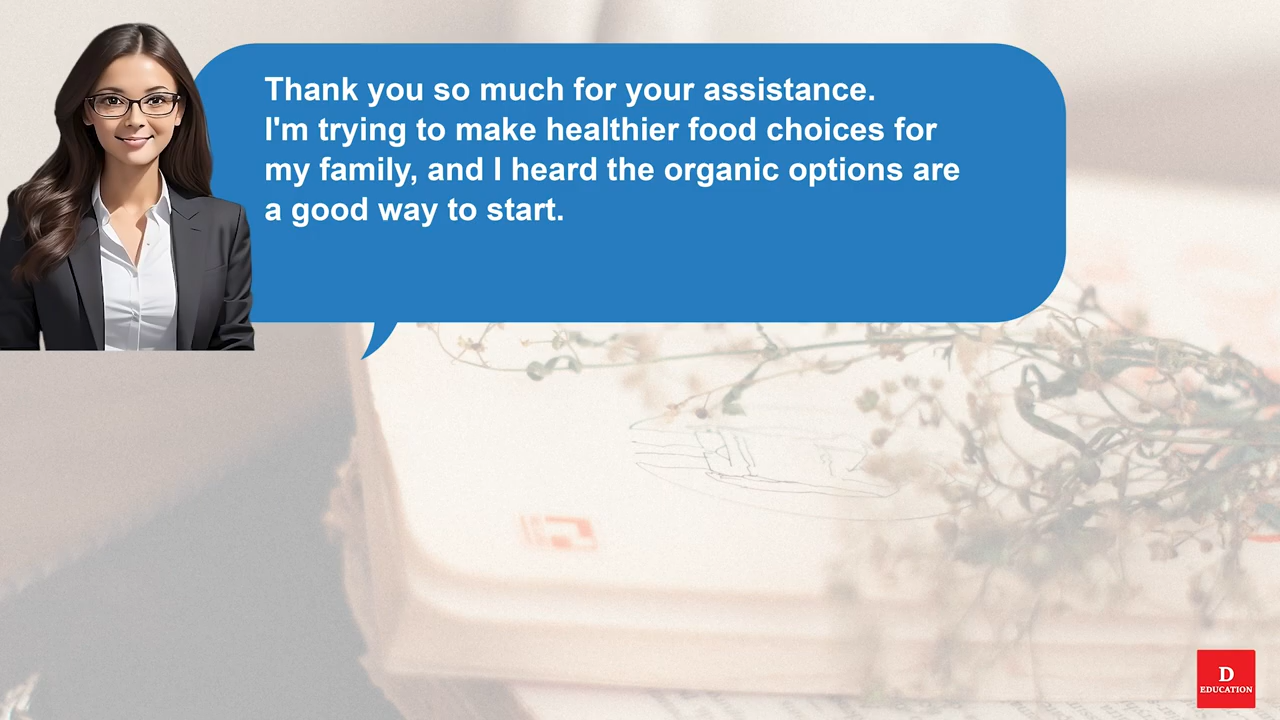 Thank you so much for your assistance.
I'm trying to make healthier food choices for
my family, and I heard the organic options are
a good way to start.
D
EDUCATION